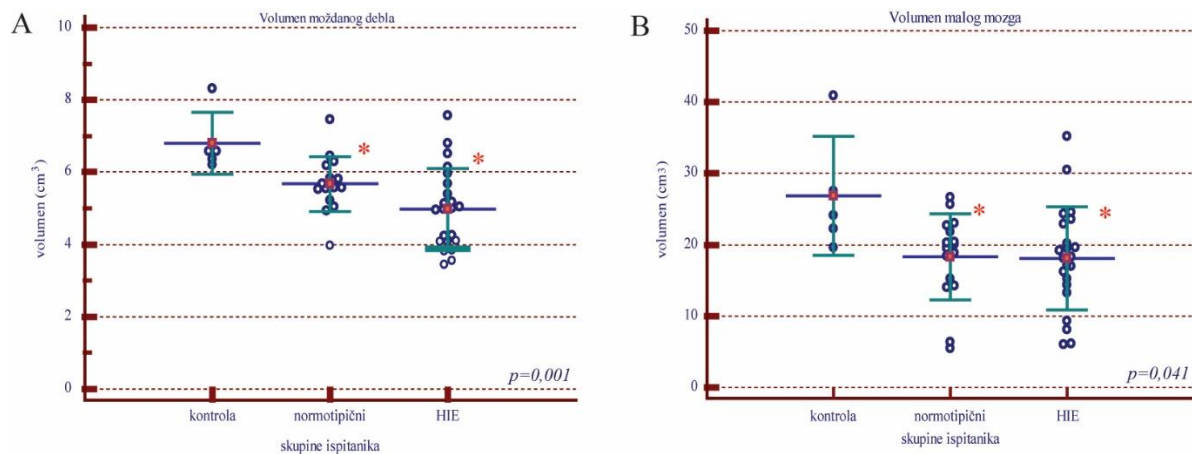 A
Volumen moždanog debla
10
8
6
4
2
0
volumen (cm³)
*
*
p=0,001
kontrola
normotipični
HIE
skupine ispitanika
B
Volumen malog mozga
50
40
30
20
10
0
volumen (cm³)
*
*
p=0,041
kontrola
normotipični
HIE
skupine ispitanika